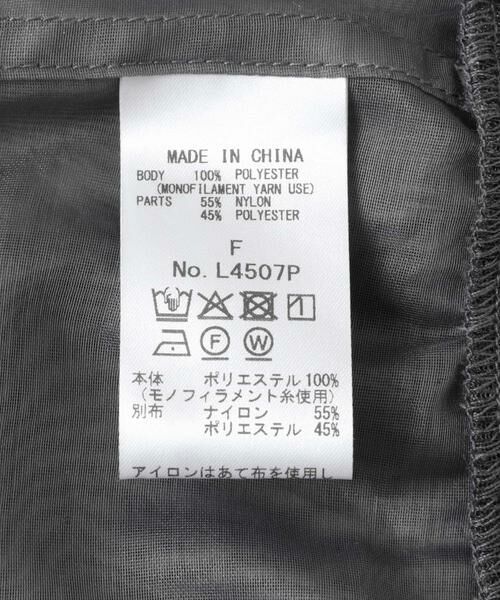 MADE IN CHINA
BODY 100% POLYESTER
(MONOFILAMENT YARN USE)
PARTS 55% NYLON
45% POLYESTER
F
No. L4507P
F W
本体 ポリエステル100%
(モノフィラメント糸使用)
別布 ナイロン 55%
ポリエステル 45%
アイロンはあて布を使用し